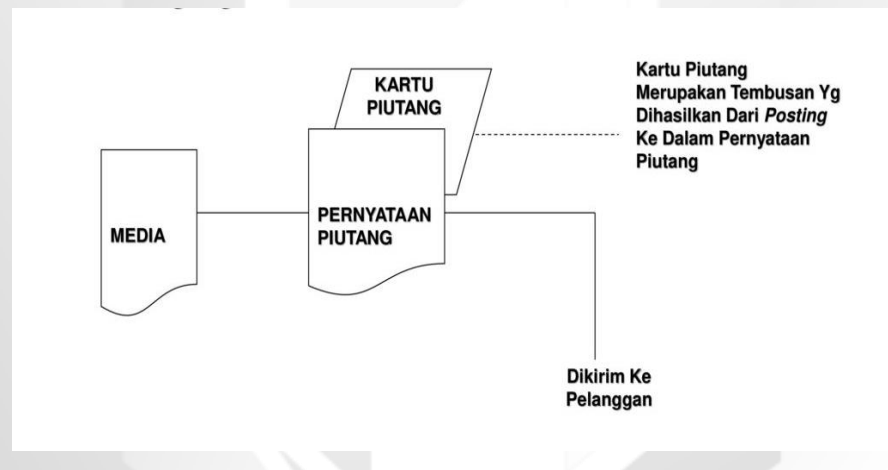 KARTU
PIUTANG
Kartu Piutang
Merupakan Tembusan Yg
Dihasilkan Dari Posting
Ke Dalam Pernyataan
Piutang
MEDIA
PERNYATAAN
PIUTANG
Dikirim Ke
Pelanggan